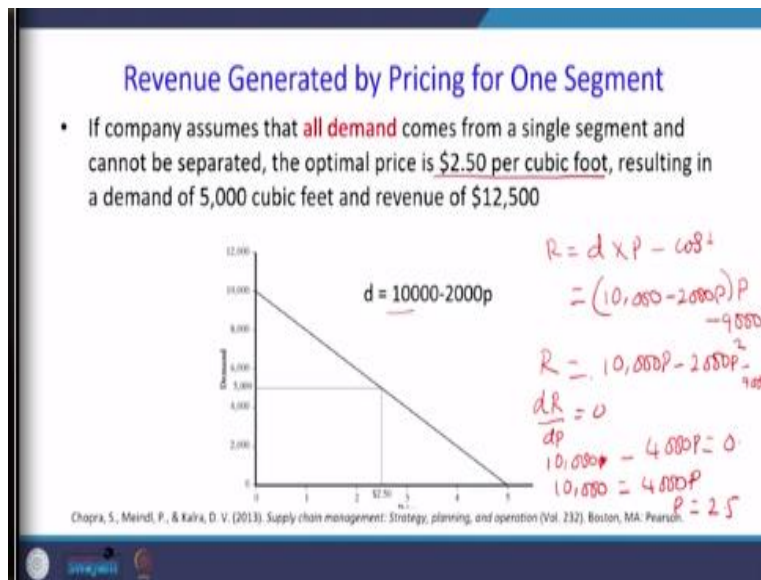 Revenue Generated by Pricing for One Segment
• If company assumes that all demand comes from a single segment and
cannot be separated, the optimal price is $2.50 per cubic foot, resulting in
a demand of 5,000 cubic feet and revenue of $12,500
R = d x P - cost
= (10,000-2000P)P
-9000
R = 10,000P - 2000P²-
dR/dp = 0
10,000 - 4000P = 0
10,000 = 4000P
P = 2.5
d = 10000-2000p
12,000
10,000
8,000
6,000
5,000
4,000
2,000
0
Demand
0 1 2 $2.50 3 4 5
Chopra, S., Meindl, P., & Kalra, D. V. (2013). Supply chain management: Strategy, planning, and operation (Vol. 232). Boston, MA: Pearson.
swayam